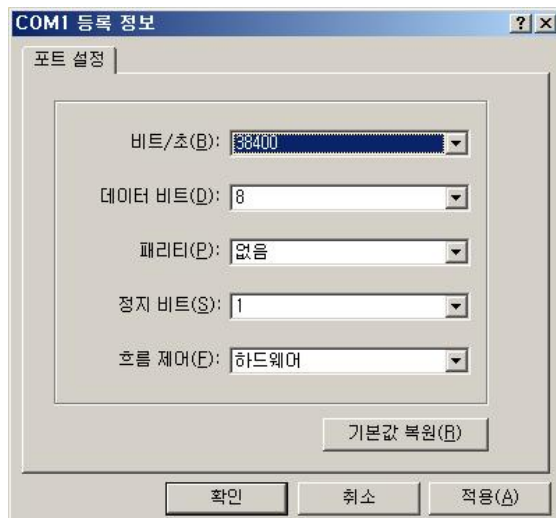 COM1 등록 정보
포트 설정
비트/초(B): 38400
데이터 비트(D): 8
패리티(P): 없음
정지 비트(S): 1
흐름 제어(F): 하드웨어
기본값 복원(R)
확인 취소 적용(A)